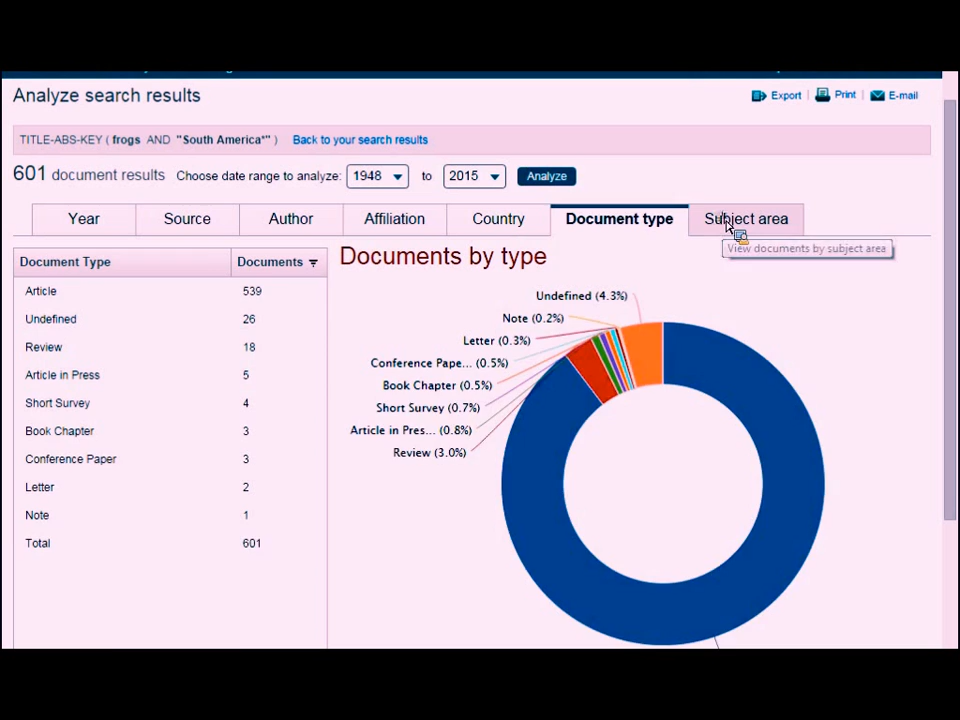 Analyze search results
Export | Print | E-mail
TITLE-ABS-KEY ( frogs AND "South America*" ) Back to your search results
601 document results Choose date range to analyze: 1948 to 2015 Analyze
Year Source Author Affiliation Country Document type Subject area
View documents by subject area
Document Type Documents
Article 539
Undefined 26
Review 18
Article in Press 5
Short Survey 4
Book Chapter 3
Conference Paper 3
Letter 2
Note 1
Total 601
Documents by type
Undefined (4.3%)
Note (0.2%)
Letter (0.3%)
Conference Pape... (0.5%)
Book Chapter (0.5%)
Short Survey (0.7%)
Article in Pres... (0.8%)
Review (3.0%)